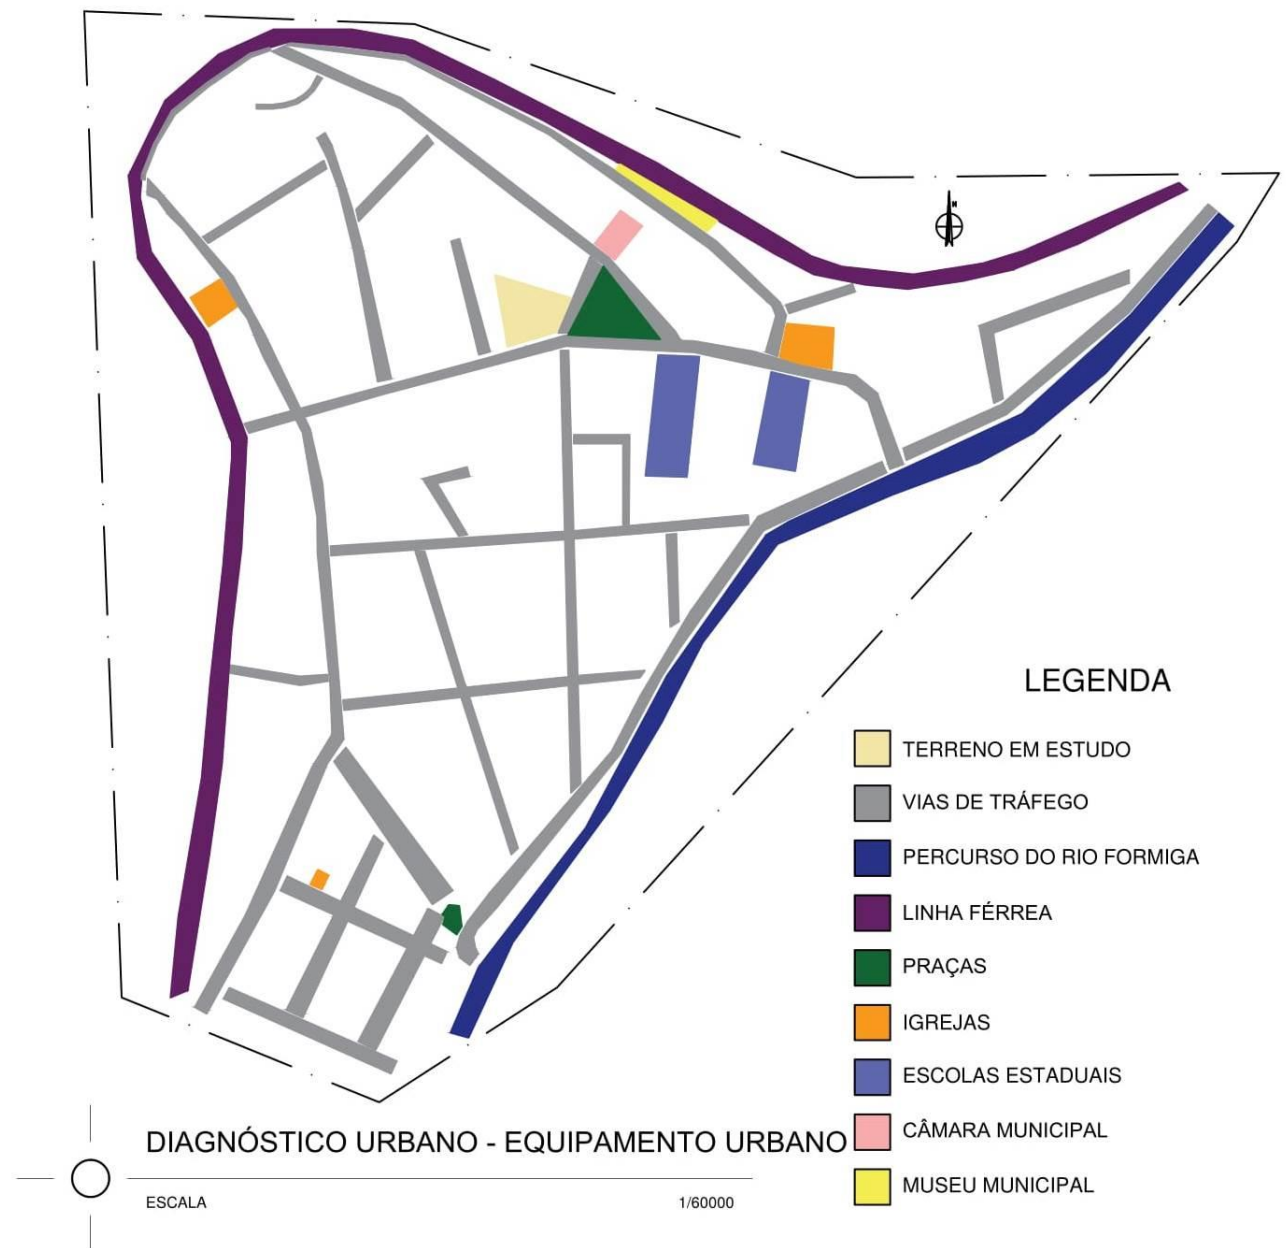 N
LEGENDA
TERRENO EM ESTUDO
VIAS DE TRÁFEGO
PERCURSO DO RIO FORMIGA
LINHA FÉRREA
PRAÇAS
IGREJAS
ESCOLAS ESTADUAIS
CÂMARA MUNICIPAL
MUSEU MUNICIPAL
DIAGNÓSTICO URBANO - EQUIPAMENTO URBANO
ESCALA 1/60000